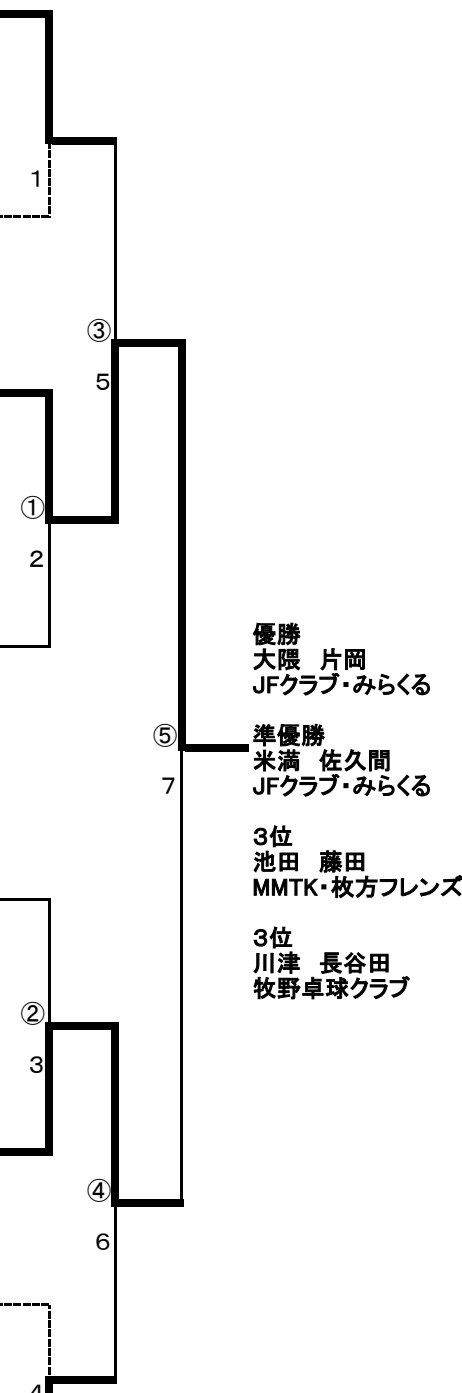 1
③
5
①
2
優勝
大隈 片岡
JFクラブ・みらくる
⑤
準優勝
米満 佐久間
7
JFクラブ・みらくる
3位
池田 藤田
MMTK・枚方フレンズ
3位
川津 長谷田
牧野卓球クラブ
②
3
④
6
4